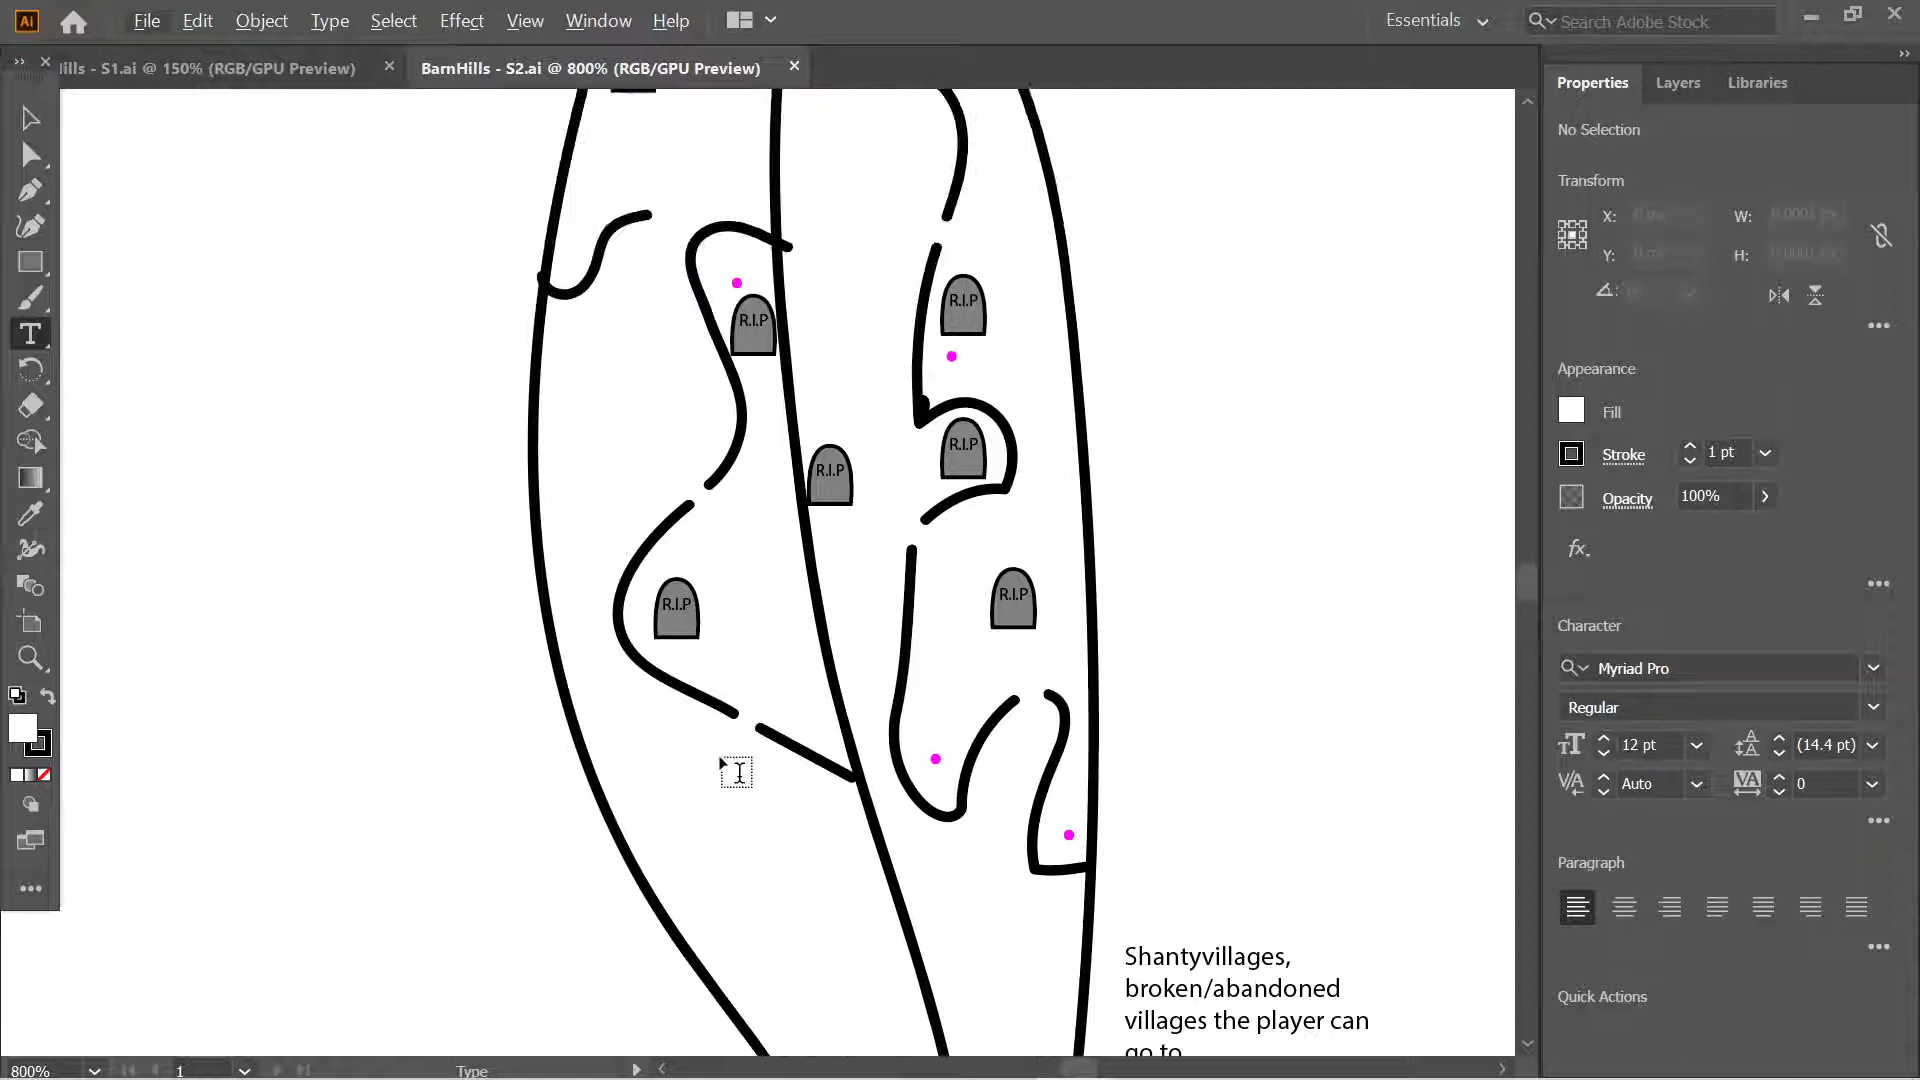 Ai File Edit Object Type Select Effect View Window Help Essentials Search Adobe Stock
ills - S1.ai @ 150% (RGB/GPU Preview) BarnHills - S2.ai @ 800% (RGB/GPU Preview)
Properties Layers Libraries
No Selection
Transform
X: W:
Y: H:
Appearance
Fill
Stroke 1 pt
Opacity 100%
fx
Character
Myriad Pro
Regular
12 pt (14.4 pt)
Auto 0
Paragraph
Quick Actions
R.I.P
R.I.P
R.I.P
R.I.P
R.I.P
R.I.P
Shantyvillages,
broken/abandoned
villages the player can
go to
800% 1 Type